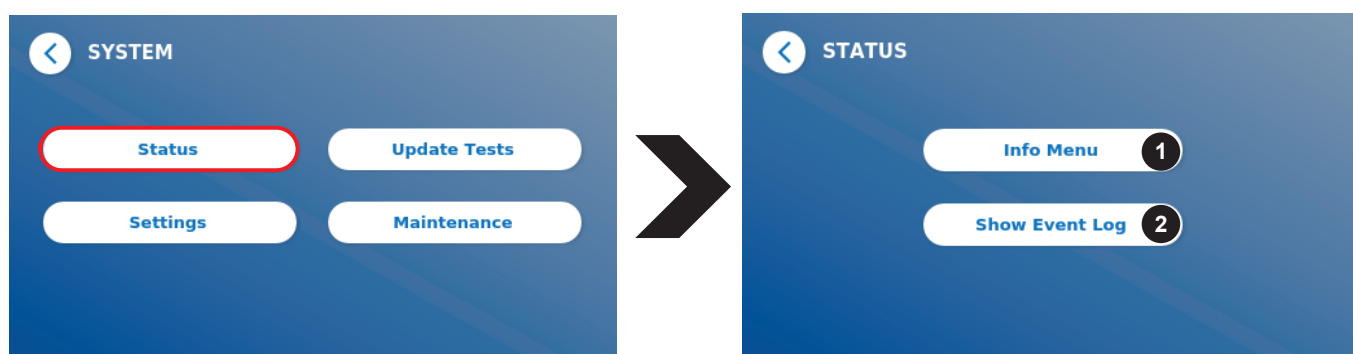 SYSTEM
Status
Update Tests
Settings
Maintenance
STATUS
Info Menu 1
Show Event Log 2